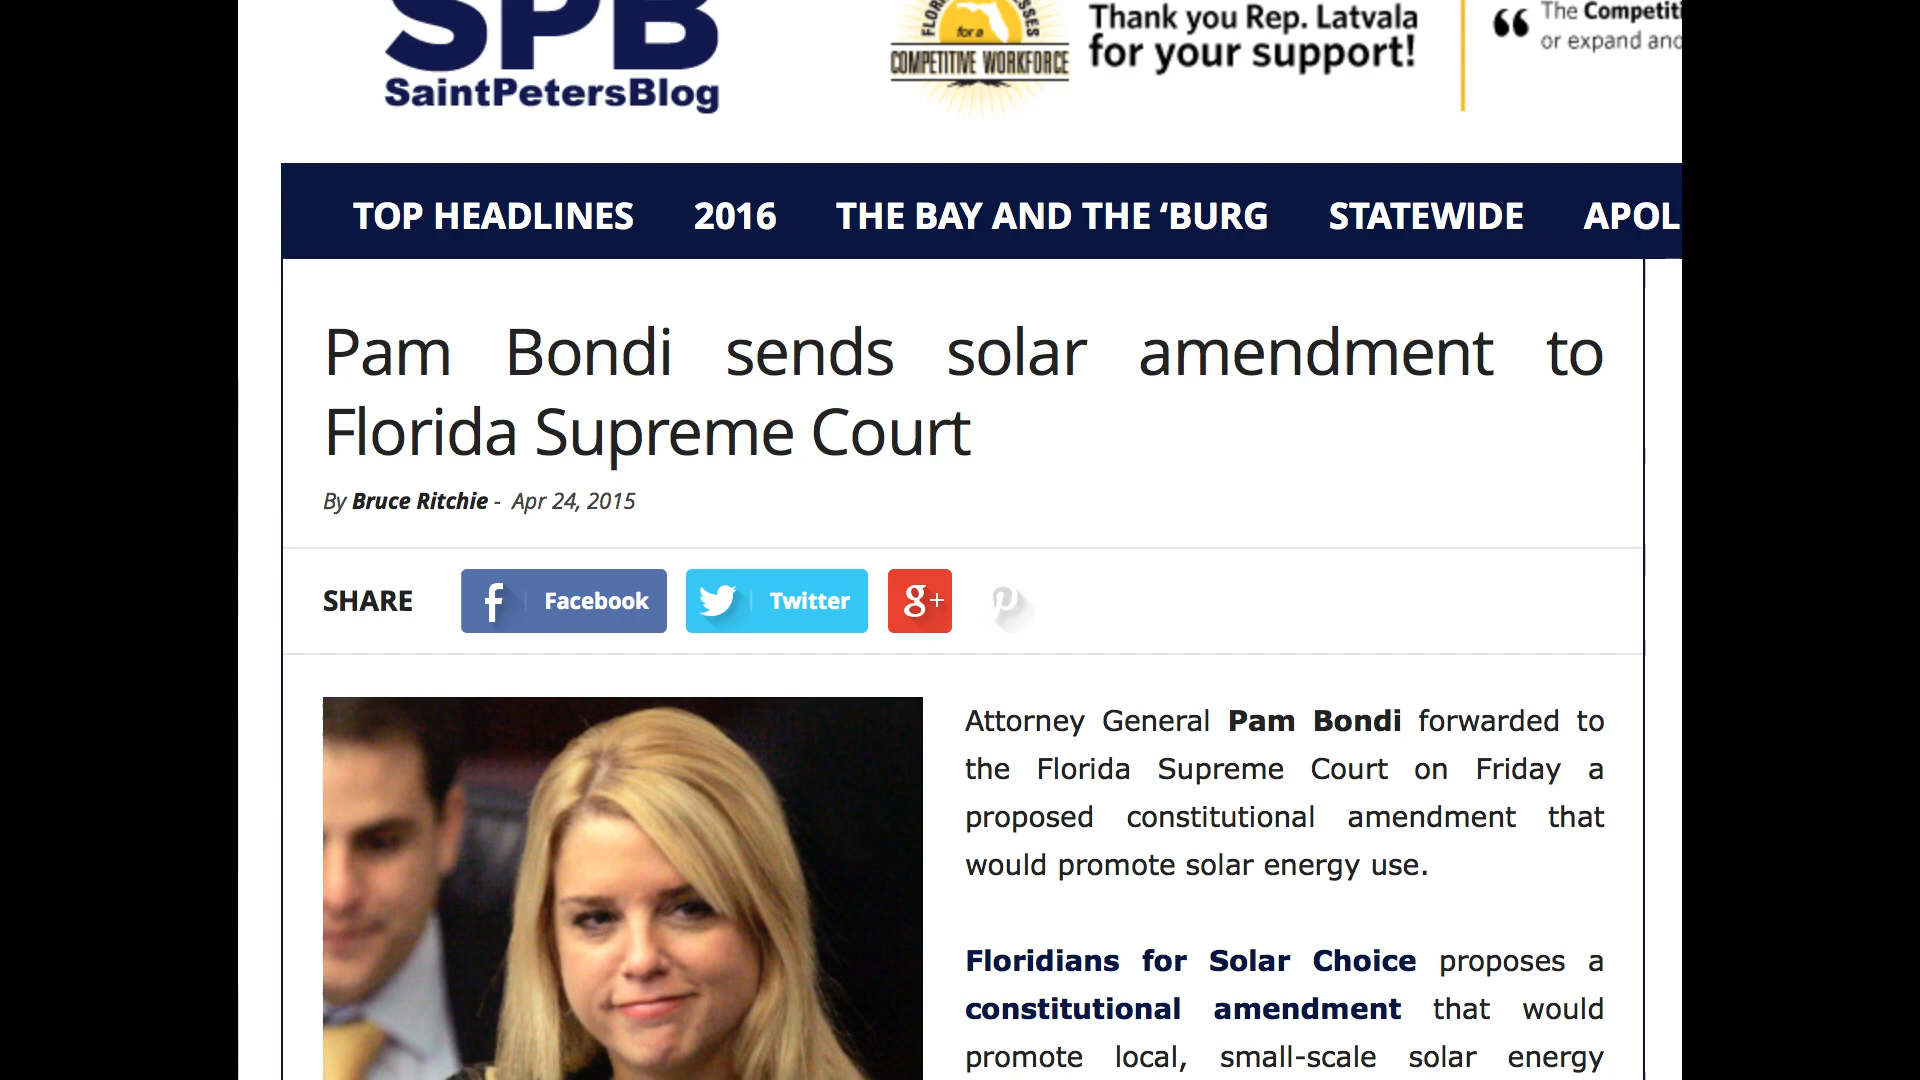 SPB
SaintPetersBlog
for a
COMPETITIVE WORKFORCE
Thank you Rep. Latvala
for your support!
“ The
or expand
TOP HEADLINES 2016 THE BAY AND THE ‘BURG STATEWIDE
Pam Bondi sends solar amendment to
Florida Supreme Court
By Bruce Ritchie - Apr 24, 2015
SHARE Facebook Twitter g+
Attorney General Pam Bondi forwarded to
the Florida Supreme Court on Friday a
proposed constitutional amendment that
would promote solar energy use.
Floridians for Solar Choice proposes a
constitutional amendment that would
promote local, small-scale solar energy